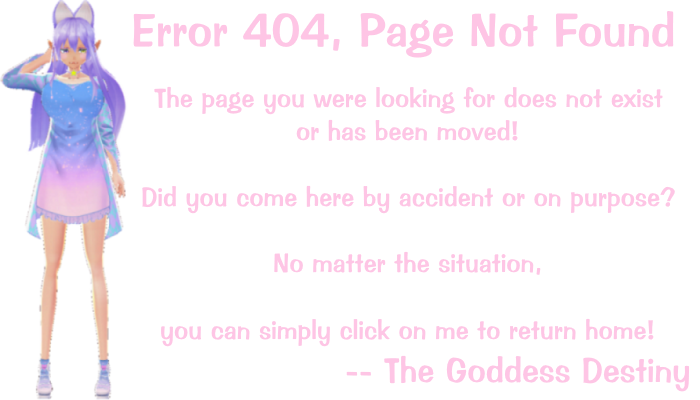 Error 404, Page Not Found
The page you were looking for does not exist
or has been moved!
Did you come here by accident or on purpose?
No matter the situation,
you can simply click on me to return home!
-- The Goddess Destiny